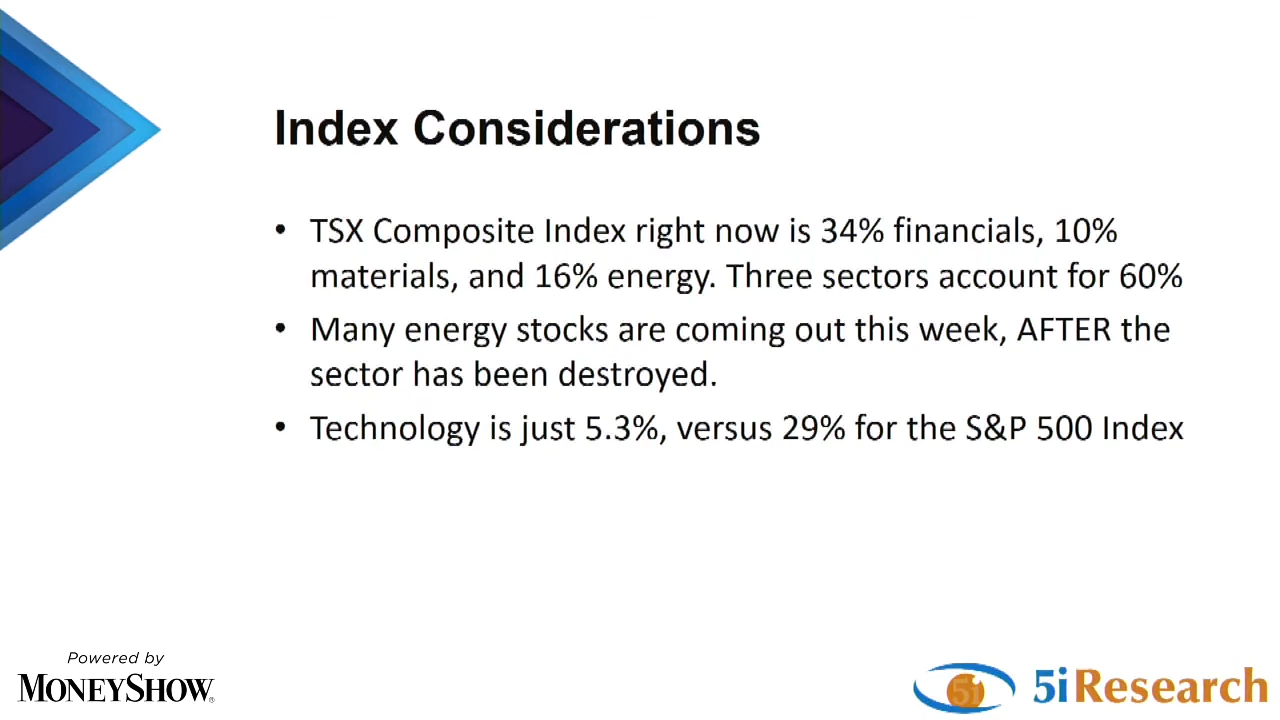 Index Considerations
• TSX Composite Index right now is 34% financials, 10%
materials, and 16% energy. Three sectors account for 60%
• Many energy stocks are coming out this week, AFTER the
sector has been destroyed.
• Technology is just 5.3%, versus 29% for the S&P 500 Index
Powered by
MONEYSHOW®
5i 5iResearch